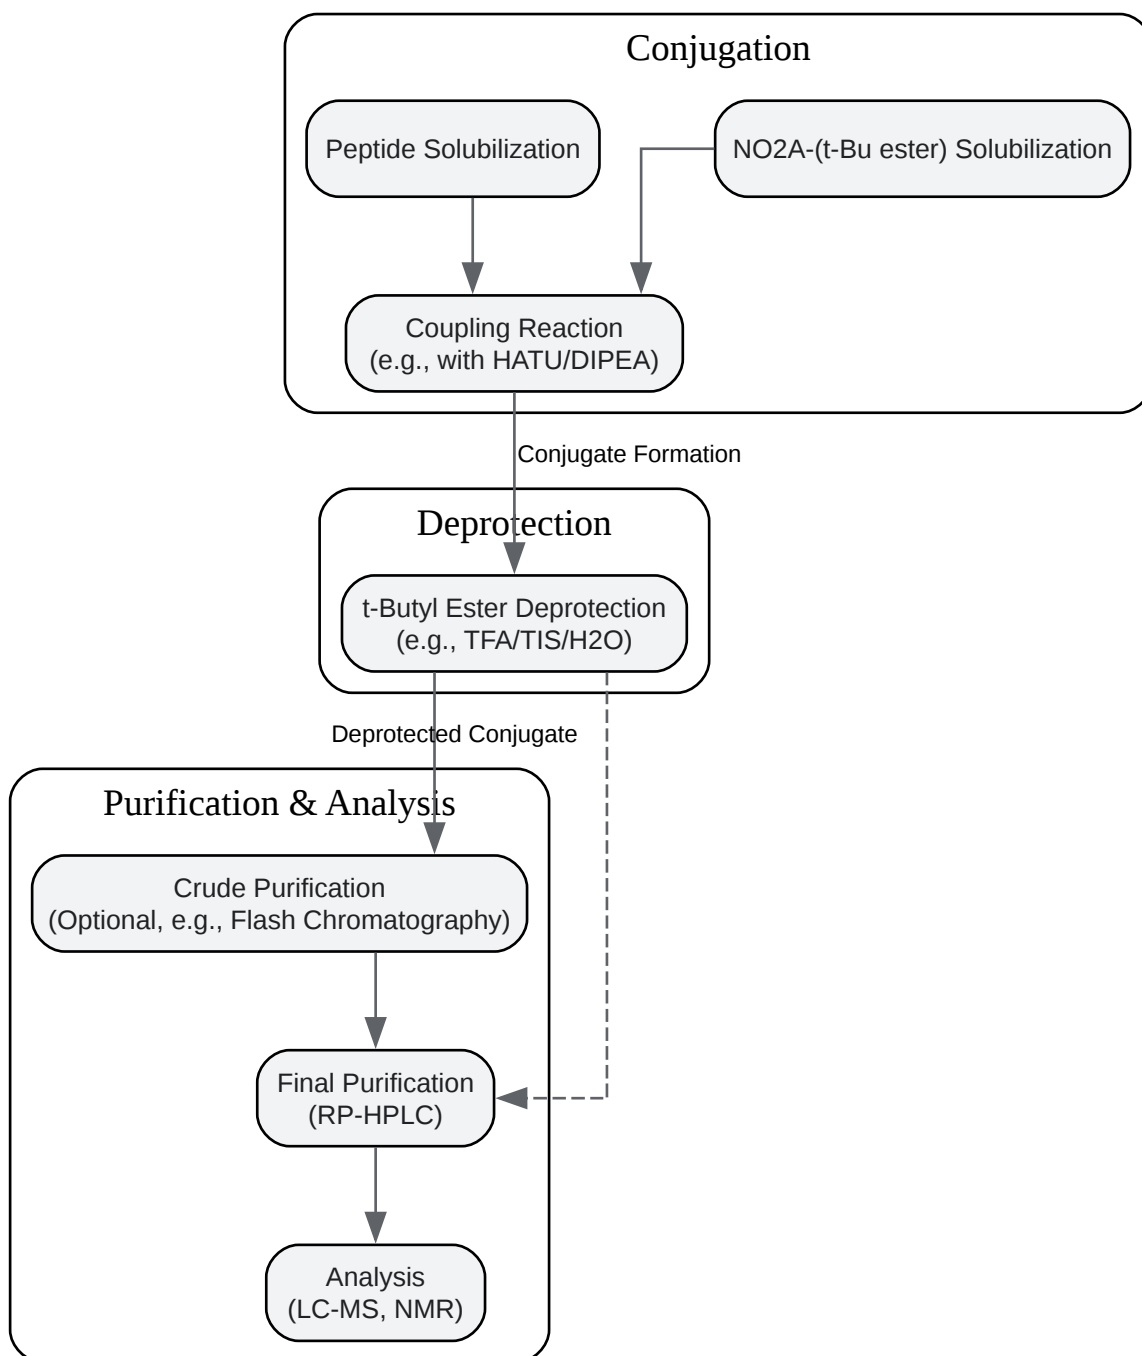 Conjugation
Peptide Solubilization
NO2A-(t-Bu ester) Solubilization
Coupling Reaction
(e.g., with HATU/DIPEA)
Conjugate Formation
Deprotection
t-Butyl Ester Deprotection
(e.g., TFA/TIS/H2O)
Deprotected Conjugate
Purification & Analysis
Crude Purification
(Optional, e.g., Flash Chromatography)
Final Purification
(RP-HPLC)
Analysis
(LC-MS, NMR)